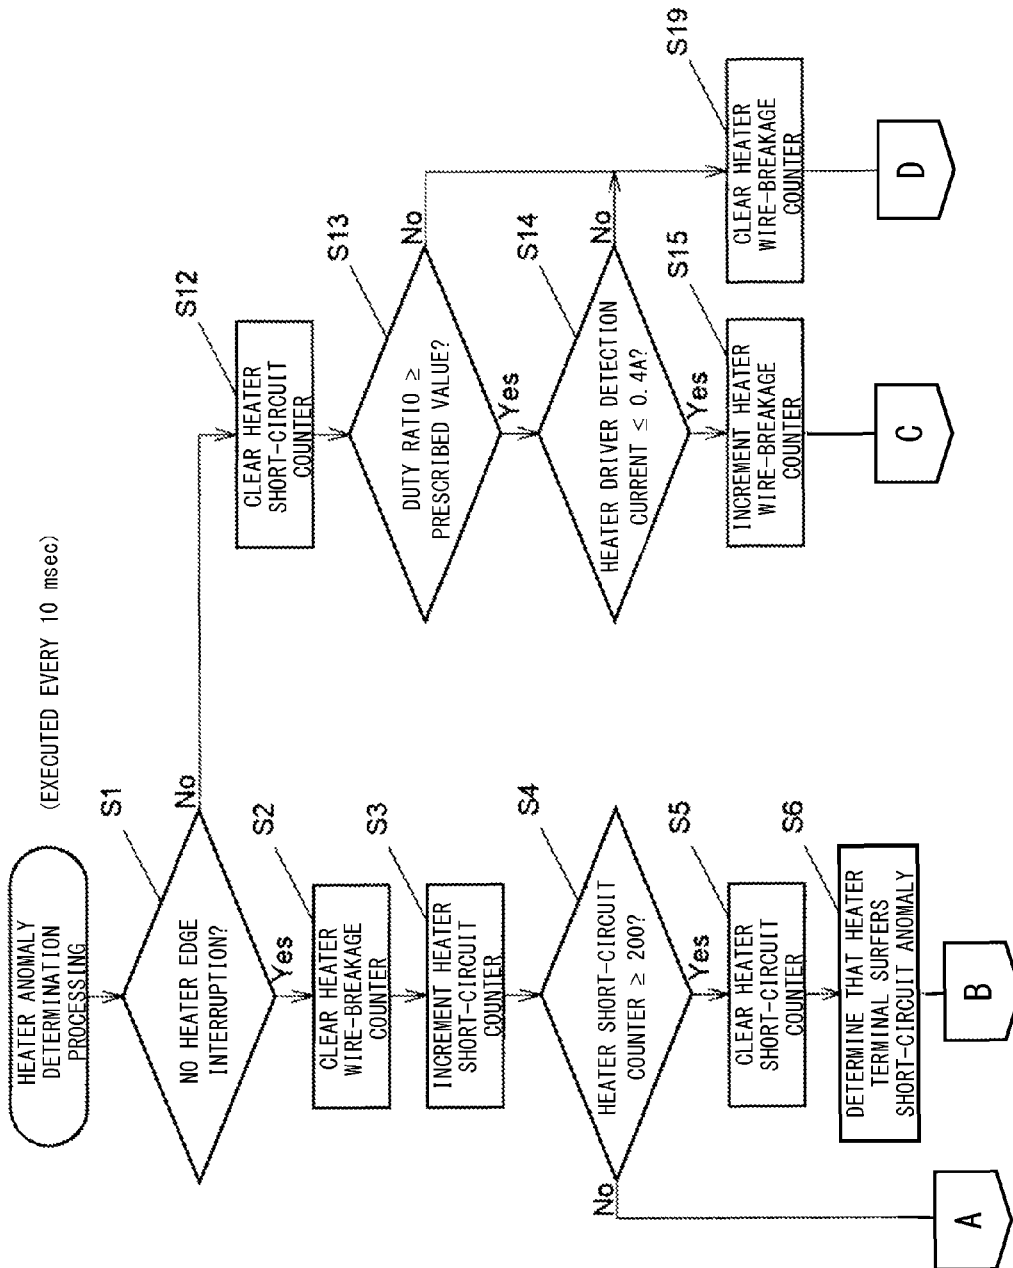 HEATER ANOMALY
DETERMINATION
PROCESSING
(EXECUTED EVERY 10 msec)
S1
NO HEATER EDGE
INTERRUPTION?
No
Yes
S2
CLEAR HEATER
WIRE-BREAKAGE
COUNTER
S3
INCREMENT HEATER
SHORT-CIRCUIT
COUNTER
S4
HEATER SHORT-CIRCUIT
COUNTER ≥ 200?
No
Yes
S5
CLEAR HEATER
SHORT-CIRCUIT
COUNTER
S6
DETERMINE THAT HEATER
TERMINAL SURFERS
SHORT-CIRCUIT ANOMALY
A
B
S12
CLEAR HEATER
SHORT-CIRCUIT
COUNTER
S13
DUTY RATIO ≥
PRESCRIBED VALUE?
No
Yes
S14
HEATER DRIVER DETECTION
CURRENT ≤ 0.4A?
No
Yes
S15
INCREMENT HEATER
WIRE-BREAKAGE
COUNTER
C
S19
CLEAR HEATER
WIRE-BREAKAGE
COUNTER
D